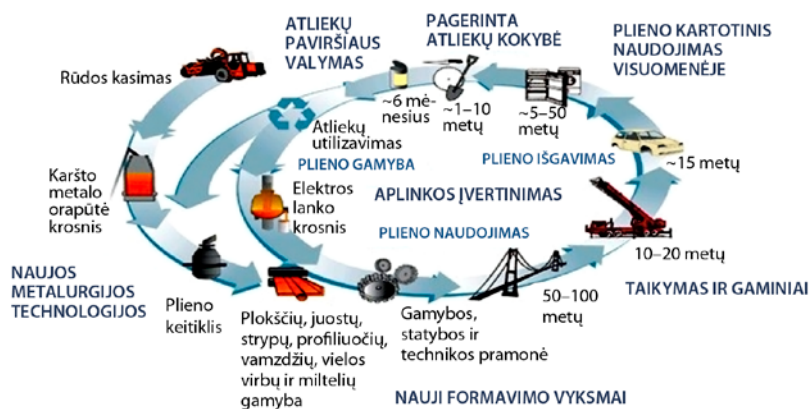 ATLIEKŲ
PAVIRŠIAUS
VALYMAS
PAGERINTA
ATLIEKŲ KOKYBĖ
PLIENO KARTOTINIS
NAUDOJIMAS
VISUOMENĖJE
Rūdos kasimas
~6 mė-
nesius
~1–10
metų
~5–50
metų
Atliekų
utilizavimas
PLIENO GAMYBA
PLIENO IŠGAVIMAS
~15 metų
Karšto
metalo
orapūtė
krosnis
Elektros
lanko
krosnis
APLINKOS ĮVERTINIMAS
PLIENO NAUDOJIMAS
10–20 metų
NAUJOS
METALURGIJOS
TECHNOLOGIJOS
Plieno
keitiklis
Plokščių, juostų,
strypų, profiliuočių,
vamzdžių, vielos
virbų ir miltelių
gamyba
Gamybos,
statybos ir
technikos pramonė
50–100
metų
TAIKYMAS IR GAMINIAI
NAUJI FORMAVIMO VYKSMAI